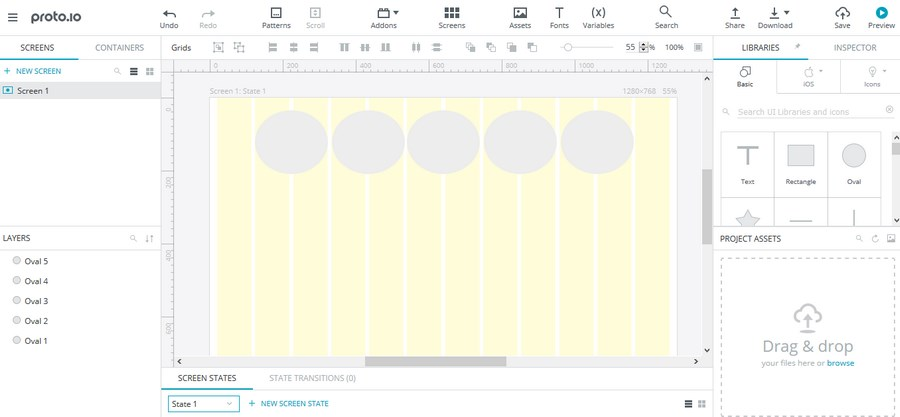 proto.io
Undo
Redo
Patterns
Scroll
Addons
Screens
Assets
Fonts
(x)
Variables
Search
Share
Download
Save
Preview
SCREENS
CONTAINERS
Grids
55 %
100%
LIBRARIES
INSPECTOR
+ NEW SCREEN
Screen 1
0
200
400
600
800
1000
1200
Basic
iOS
Icons
Screen 1: State 1
1280×768 55%
Search UI Libraries and icons
0
200
400
600
T
Text
Rectangle
Oval
LAYERS
Oval 5
Oval 4
Oval 3
Oval 2
Oval 1
PROJECT ASSETS
Drag & drop
your files here or browse
SCREEN STATES
STATE TRANSITIONS (0)
State 1
+ NEW SCREEN STATE